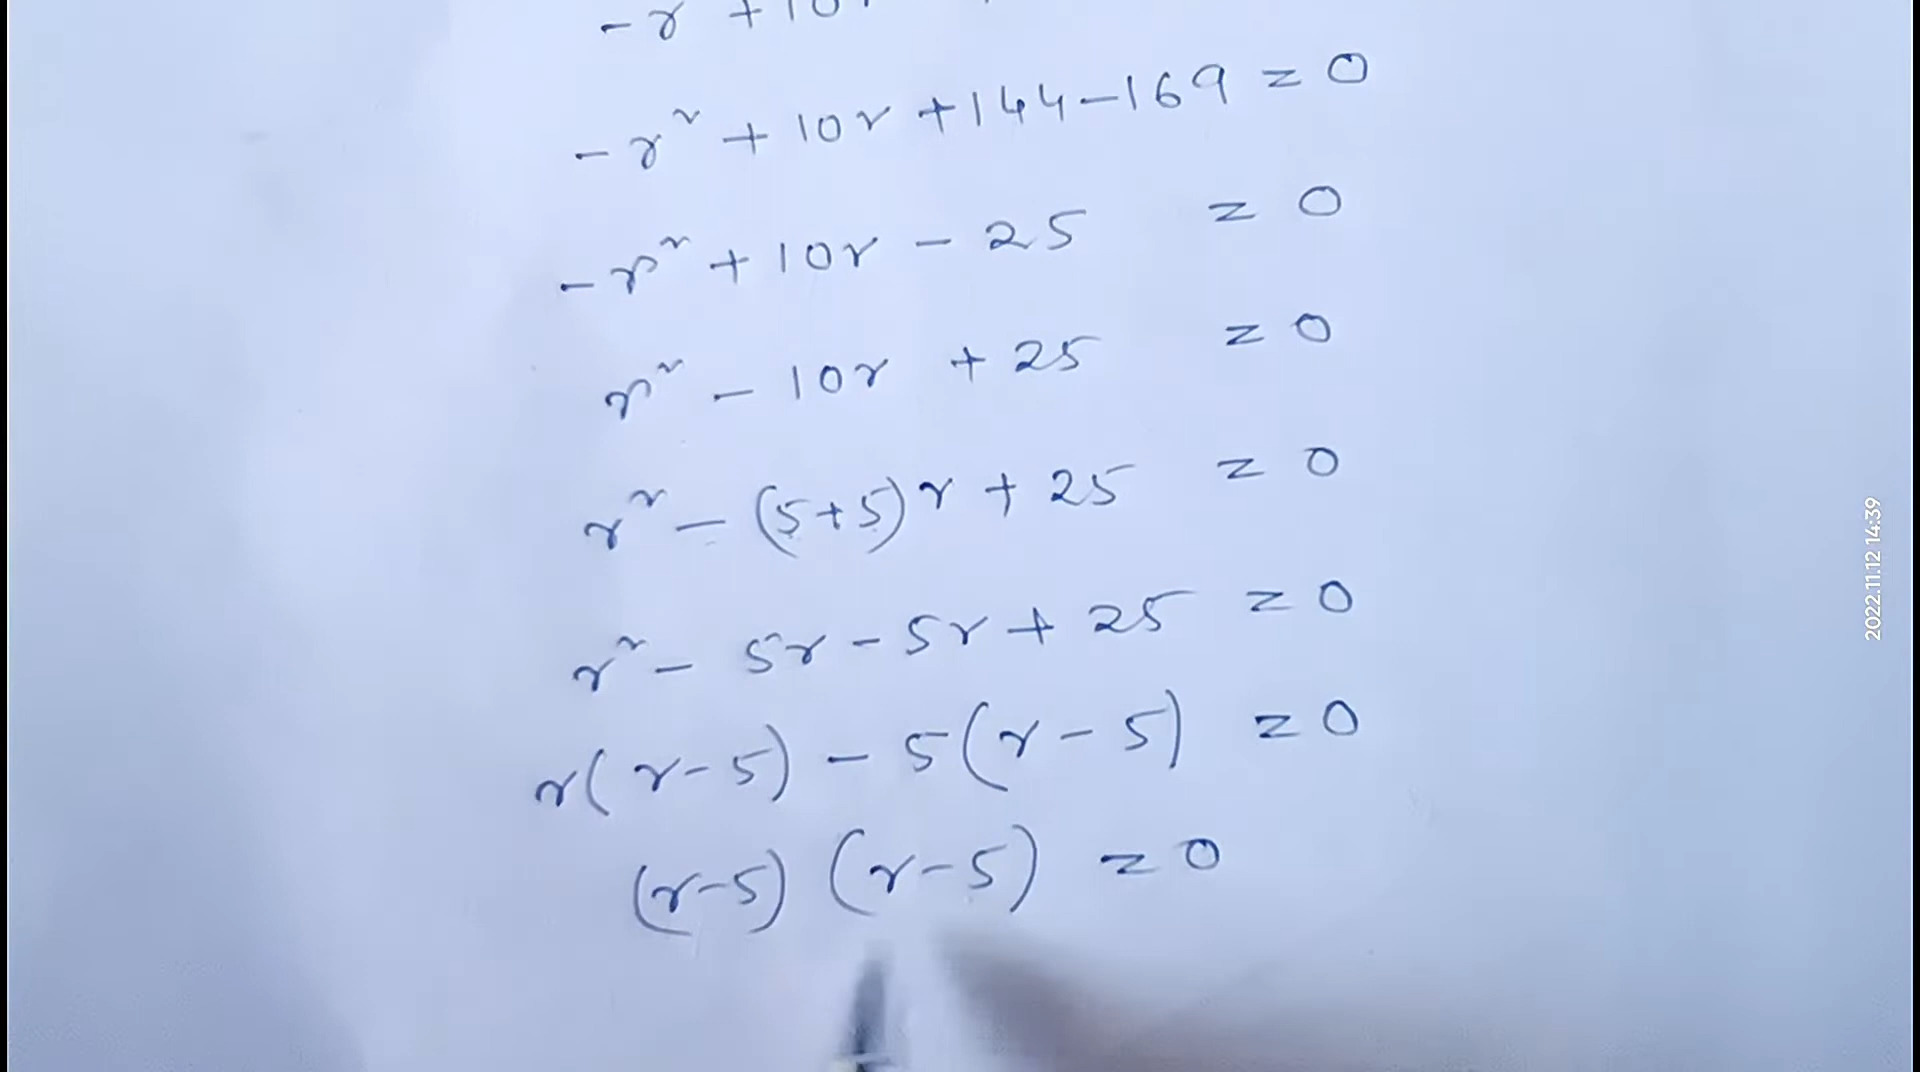 -r + 10
-r² + 10r + 144 - 169 = 0
-r² + 10r - 25 = 0
r² - 10r + 25 = 0
r² - (5+5)r + 25 = 0
r² - 5r - 5r + 25 = 0
r(r-5) - 5(r-5) = 0
(r-5) (r-5) = 0
2022.11.12 14:39